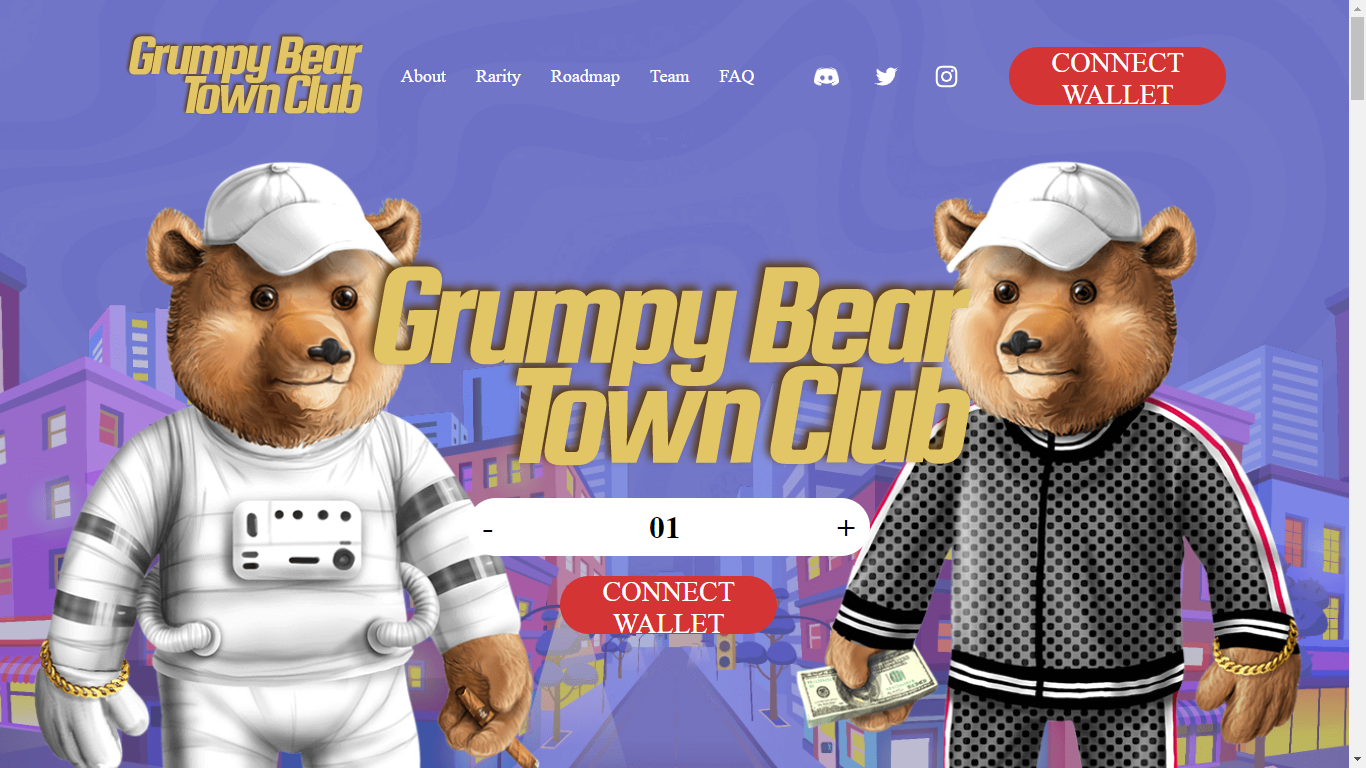 Grumpy Bear
Town Club
About
Rarity
Roadmap
Team
FAQ
CONNECT
WALLET
Grumpy Bear
Town Club
-
01
+
CONNECT
WALLET